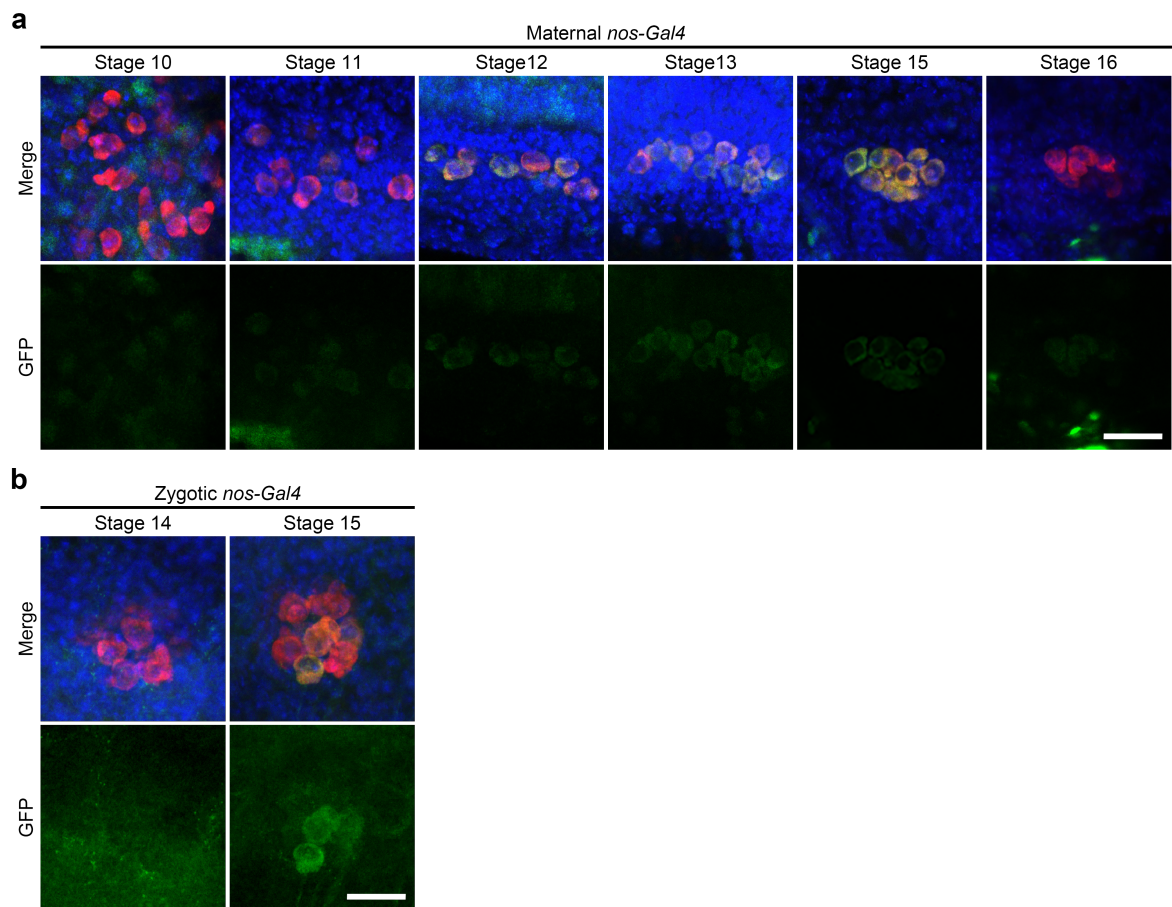 a
Maternal nos-Gal4
Stage 10 Stage 11 Stage12 Stage13 Stage 15 Stage 16
Merge
GFP
b
Zygotic nos-Gal4
Stage 14 Stage 15
Merge
GFP